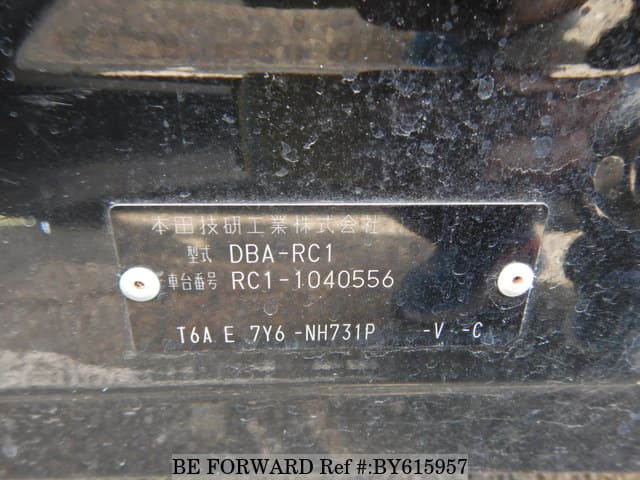 本田技研工業株式会社
型式 DBA-RC1
車台番号 RC1-1040556
T6A E 7Y6 -NH731P -V -C
BE FORWARD Ref #:BY615957